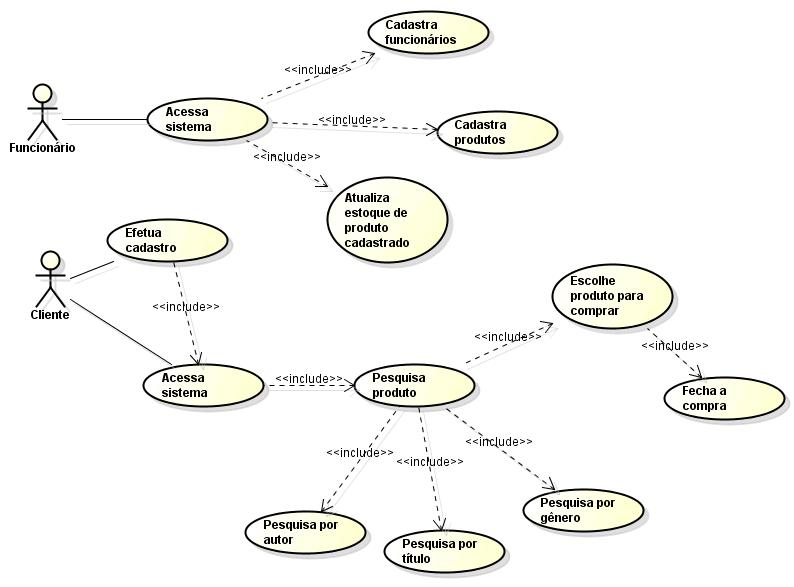 Cadastra
funcionários
<<include>>
Acessa
sistema
<<include>>
Cadastra
produtos
Funcionário
<<include>>
Atualiza
estoque de
produto
cadastrado
Efetua
cadastro
Cliente
<<include>>
Escolhe
produto para
comprar
<<include>>
<<include>>
Acessa
sistema
<<include>>
Pesquisa
produto
Fecha a
compra
<<include>>
<<include>>
<<include>>
Pesquisa por
gênero
Pesquisa por
autor
Pesquisa por
título